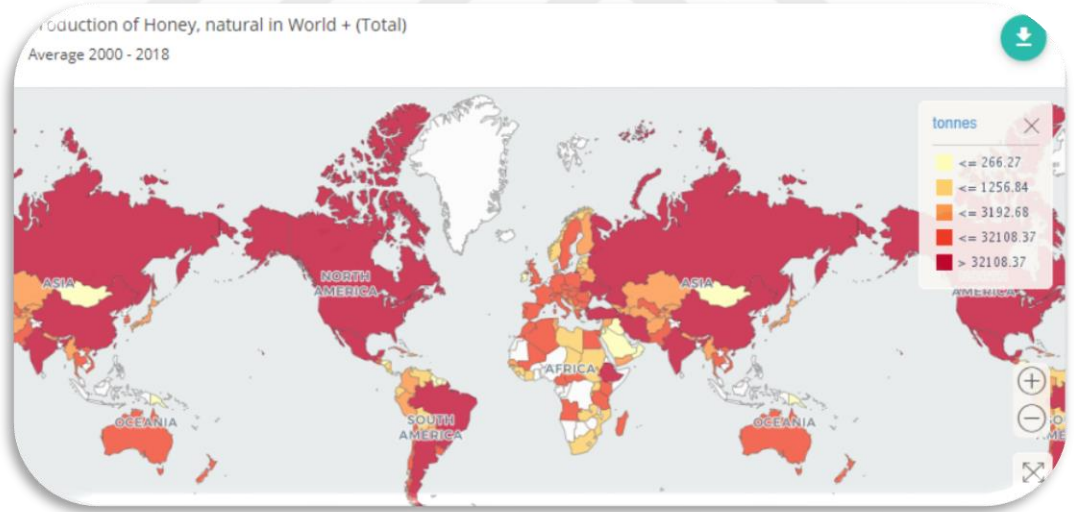 roduction of Honey, natural in World + (Total)
Average 2000 - 2018
tonnes
<= 266.27
<= 1256.84
<= 3192.68
<= 32108.37
> 32108.37
ASIA
NORTH
AMERICA
ASIA
AMERICA
AFRICA
OCEANIA
SOUTH
AMERICA
OCEANIA